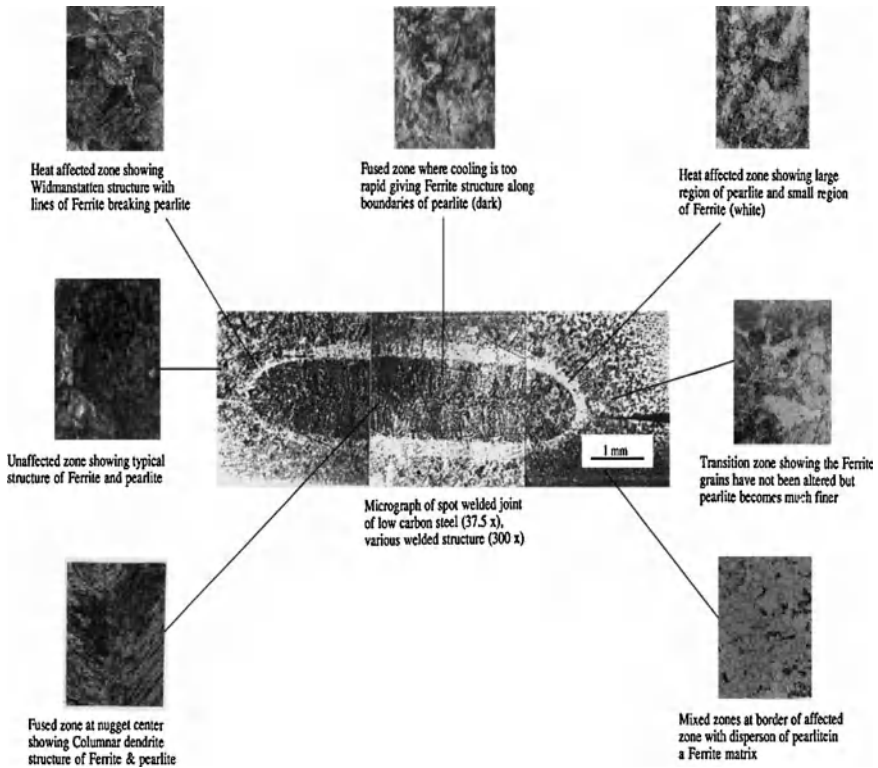 Heat affected zone showing
Widmanstatten structure with
lines of Ferrite breaking pearlite
Fused zone where cooling is too
rapid giving Ferrite structure along
boundaries of pearlite (dark)
Heat affected zone showing large
region of pearlite and small region
of Ferrite (white)
Unaffected zone showing typical
structure of Ferrite and pearlite
1 mm
Micrograph of spot welded joint
of low carbon steel (37.5 x),
various welded structure (300 x)
Transition zone showing the Ferrite
grains have not been altered but
pearlite becomes much finer
Fused zone at nugget center
showing Columnar dendrite
structure of Ferrite & pearlite
Mixed zones at border of affected
zone with disperson of pearlitein
a Ferrite matrix